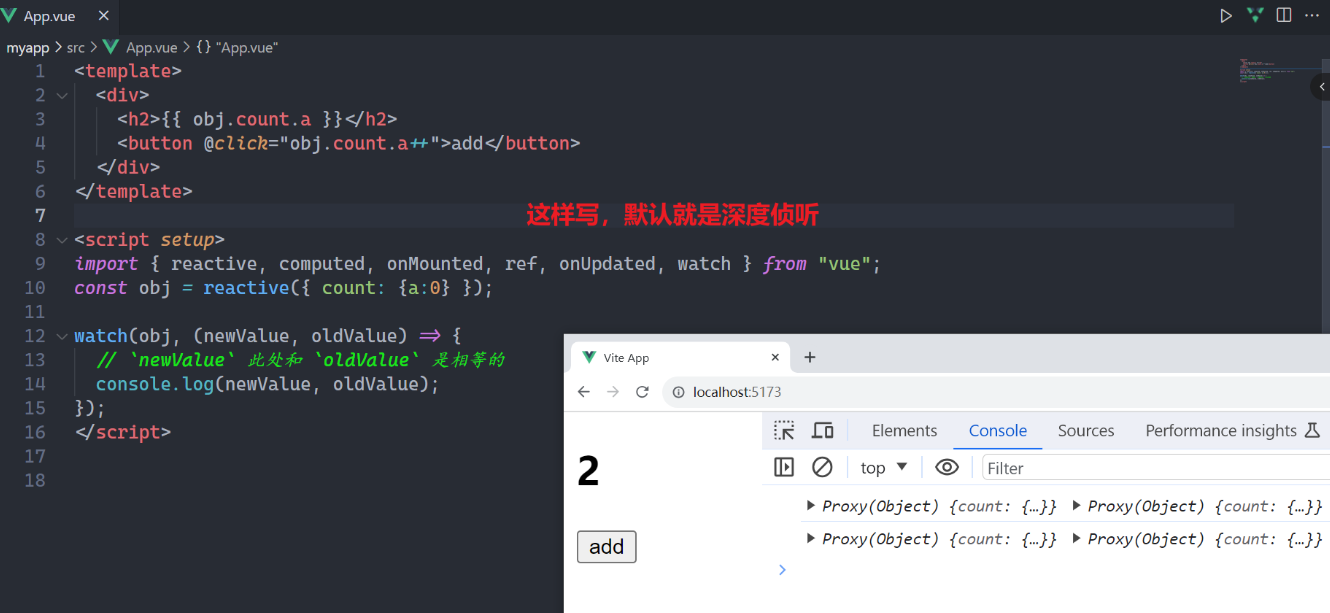 App.vue
myapp > src > App.vue > {} "App.vue"
1 <template>
2 <div>
3 <h2>{{ obj.count.a }}</h2>
4 <button @click="obj.count.a++">add</button>
5 </div>
6 </template>
7
这样写，默认就是深度侦听
8 <script setup>
9 import { reactive, computed, onMounted, ref, onUpdated, watch } from "vue";
10 const obj = reactive({ count: {a:0} });
11
12 watch(obj, (newValue, oldValue) => {
13 // `newValue` 此处和 `oldValue` 是相等的
14 console.log(newValue, oldValue);
15 });
16 </script>
17
18
Vite App
localhost:5173
2
add
Elements Console Sources Performance insights
top Filter
Proxy(Object) {count: {…}} Proxy(Object) {count: {…}}
Proxy(Object) {count: {…}} Proxy(Object) {count: {…}}